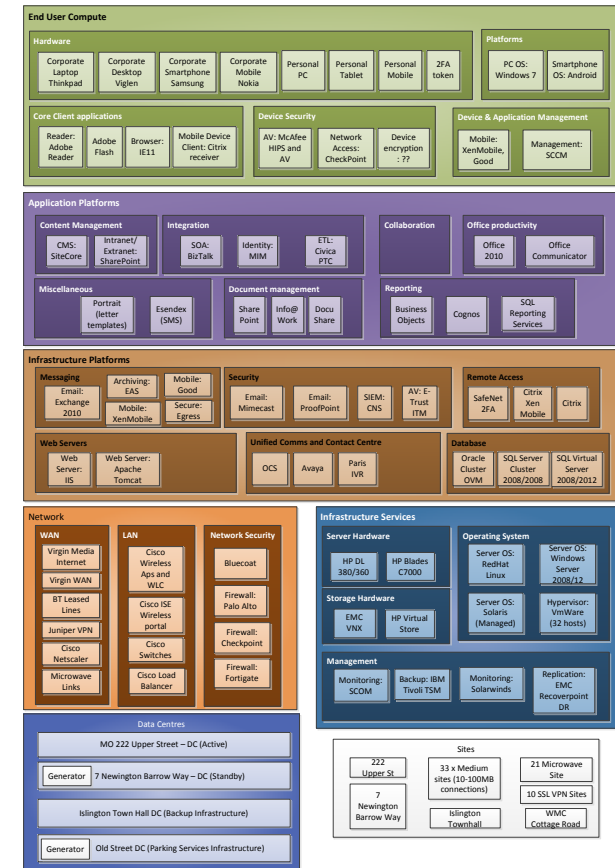 End User Compute
Hardware
Corporate
Laptop
Thinkpad
Corporate
Desktop
Viglen
Corporate
Smartphone
Samsung
Corporate
Mobile
Nokia
Personal
PC
Personal
Tablet
Personal
Mobile
2FA
token
Platforms
PC OS:
Windows 7
Smartphone
OS: Android
Core Client applications
Reader:
Adobe
Reader
Adobe
Flash
Browser:
IE11
Mobile Device
Client: Citrix
receiver
Device Security
AV: McAfee
HIPS and
AV
Network
Access:
CheckPoint
Device
encryption
: ??
Device & Application Management
Mobile:
XenMobile,
Good
Management:
SCCM
Application Platforms
Content Management
CMS:
SiteCore
Intranet/
Extranet:
SharePoint
Integration
SOA:
BizTalk
Identity:
MIM
ETL:
Civica
PTC
Collaboration
Office productivity
Office
2010
Office
Communicator
Miscellaneous
Portrait
(letter
templates)
Esendex
(SMS)
Document management
Share
Point
Info@
Work
Docu
Share
Reporting
Business
Objects
Cognos
SQL
Reporting
Services
Infrastructure Platforms
Messaging
Email:
Exchange
2010
Archiving:
EAS
Mobile:
Good
Mobile:
XenMobile
Secure:
Egress
Security
Email:
Mimecast
Email:
ProofPoint
SIEM:
CNS
AV: E-
Trust
ITM
Remote Access
SafeNet
2FA
Citrix
Xen
Mobile
Citrix
Web Servers
Web
Server:
IIS
Web Server:
Apache
Tomcat
Unified Comms and Contact Centre
OCS
Avaya
Paris
IVR
Database
Oracle
Cluster
OVM
SQL Server
Cluster
2008/2008
SQL Virtual
Server
2008/2012
Network
WAN
Virgin Media
Internet
Virgin WAN
BT Leased
Lines
Juniper VPN
Cisco
Netscaler
Microwave
Links
LAN
Cisco
Wireless
Aps and
WLC
Cisco ISE
Wireless
portal
Cisco
Switches
Cisco Load
Balancer
Network Security
Bluecoat
Firewall:
Palo Alto
Firewall:
Checkpoint
Firewall:
Fortigate
Infrastructure Services
Server Hardware
HP DL
380/360
HP Blades
C7000
Operating System
Server OS:
RedHat
Linux
Server OS:
Windows
Server
2008/12
Server OS:
Solaris
(Managed)
Hypervisor:
VmWare
(32 hosts)
Storage Hardware
EMC
VNX
HP Virtual
Store
Management
Monitoring:
SCOM
Backup: IBM
Tivoli TSM
Monitoring:
Solarwinds
Replication:
EMC
Recoverpoint
DR
Data Centres
MO 222 Upper Street – DC (Active)
Generator
7 Newington Barrow Way – DC (Standby)
Islington Town Hall DC (Backup Infrastructure)
Generator
Old Street DC (Parking Services Infrastructure)
Sites
222
Upper St
33 x Medium
sites (10-100MB
connections)
21 Microwave
Site
7
Newington
Barrow Way
10 SSL VPN Sites
Islington
Townhall
WMC
Cottage Road